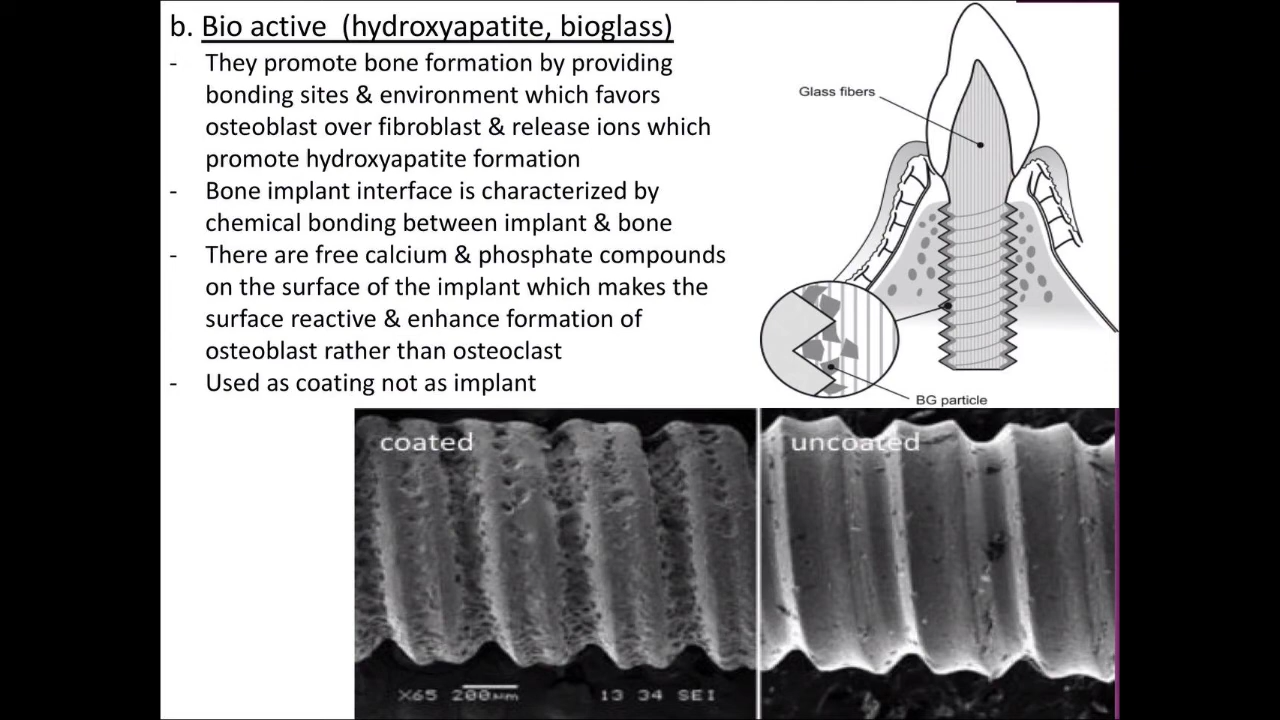 b. Bio active (hydroxyapatite, bioglass)
- They promote bone formation by providing
bonding sites & environment which favors
osteoblast over fibroblast & release ions which
promote hydroxyapatite formation
- Bone implant interface is characterized by
chemical bonding between implant & bone
- There are free calcium & phosphate compounds
on the surface of the implant which makes the
surface reactive & enhance formation of
osteoblast rather than osteoclast
- Used as coating not as implant
Glass fibers
BG particle
coated
uncoated
X65 200µm 13 34 SEI